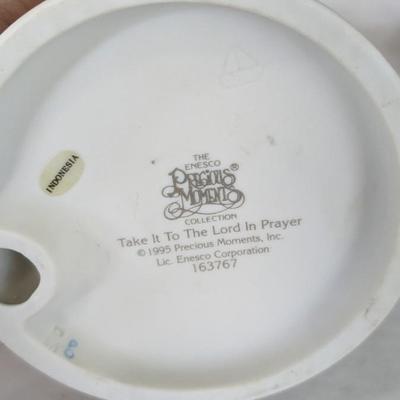 INDONESIA
THE
ENESCO
PRECIOUS
MOMENTS®
COLLECTION
Take It To The Lord In Prayer
© 1995 Precious Moments, Inc.
Lic. Enesco Corporation
163767